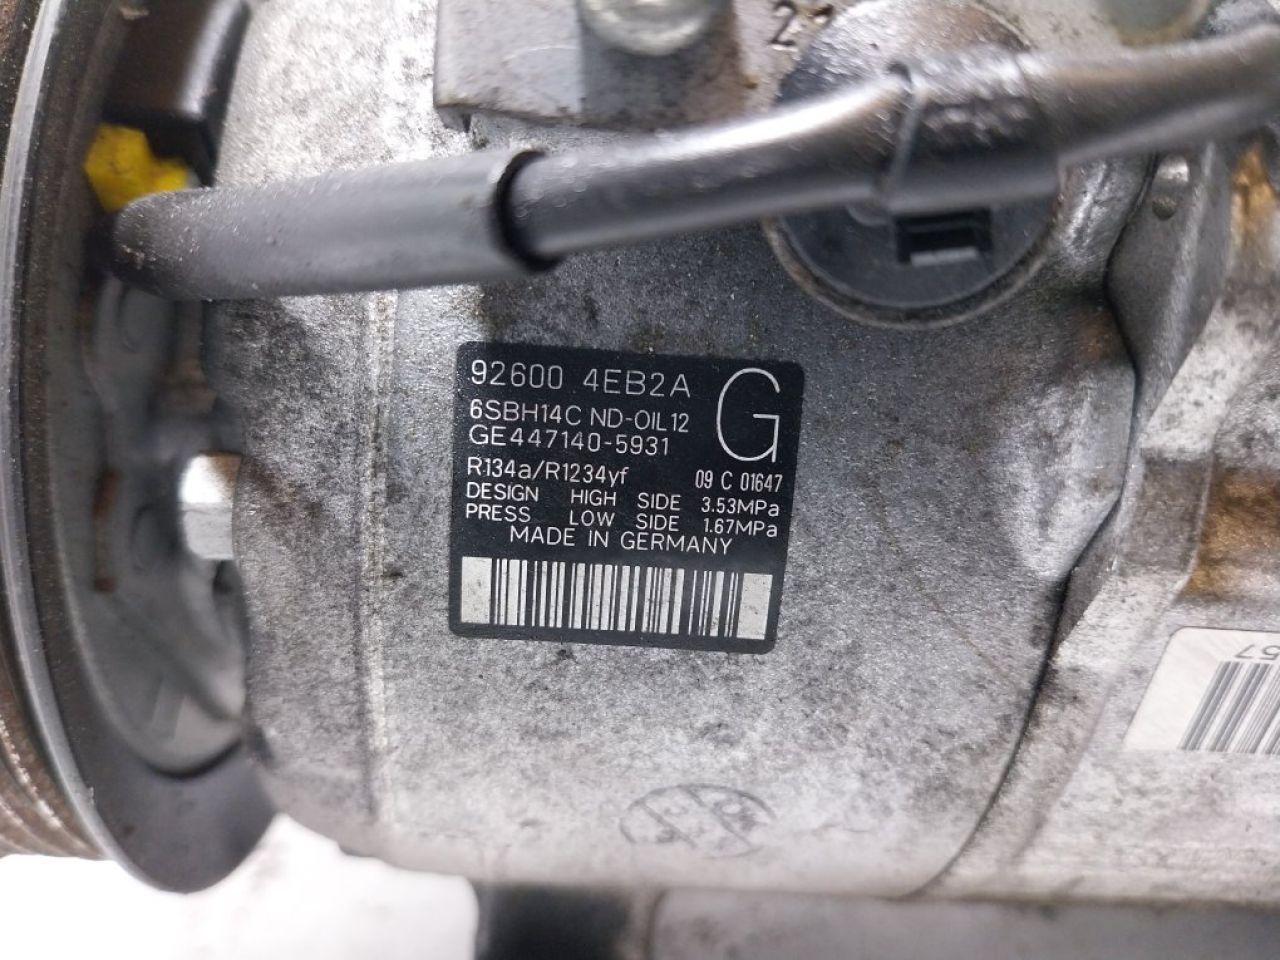 92600 4EB2A
6SBH14C ND-OIL12
GE447140-5931
G
R134a/R1234yf 09 C 01647
DESIGN HIGH SIDE 3.53MPa
PRESS LOW SIDE 1.67MPa
MADE IN GERMANY
57